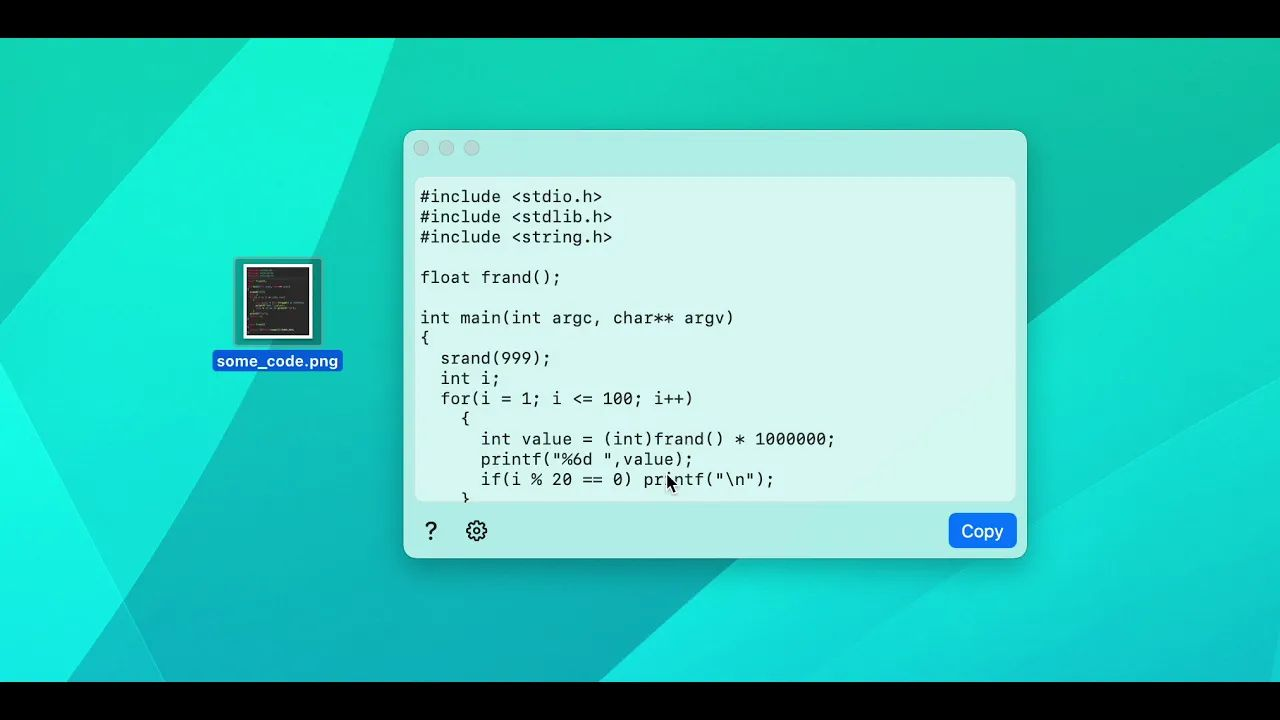 #include <stdio.h>
#include <stdlib.h>
#include <string.h>
float frand();
int main(int argc, char** argv)
{
srand(999);
int i;
for(i = 1; i <= 100; i++)
{
int value = (int)frand() * 1000000;
printf("%6d ",value);
if(i % 20 == 0) printf("\n");
}
some_code.png
?
Copy